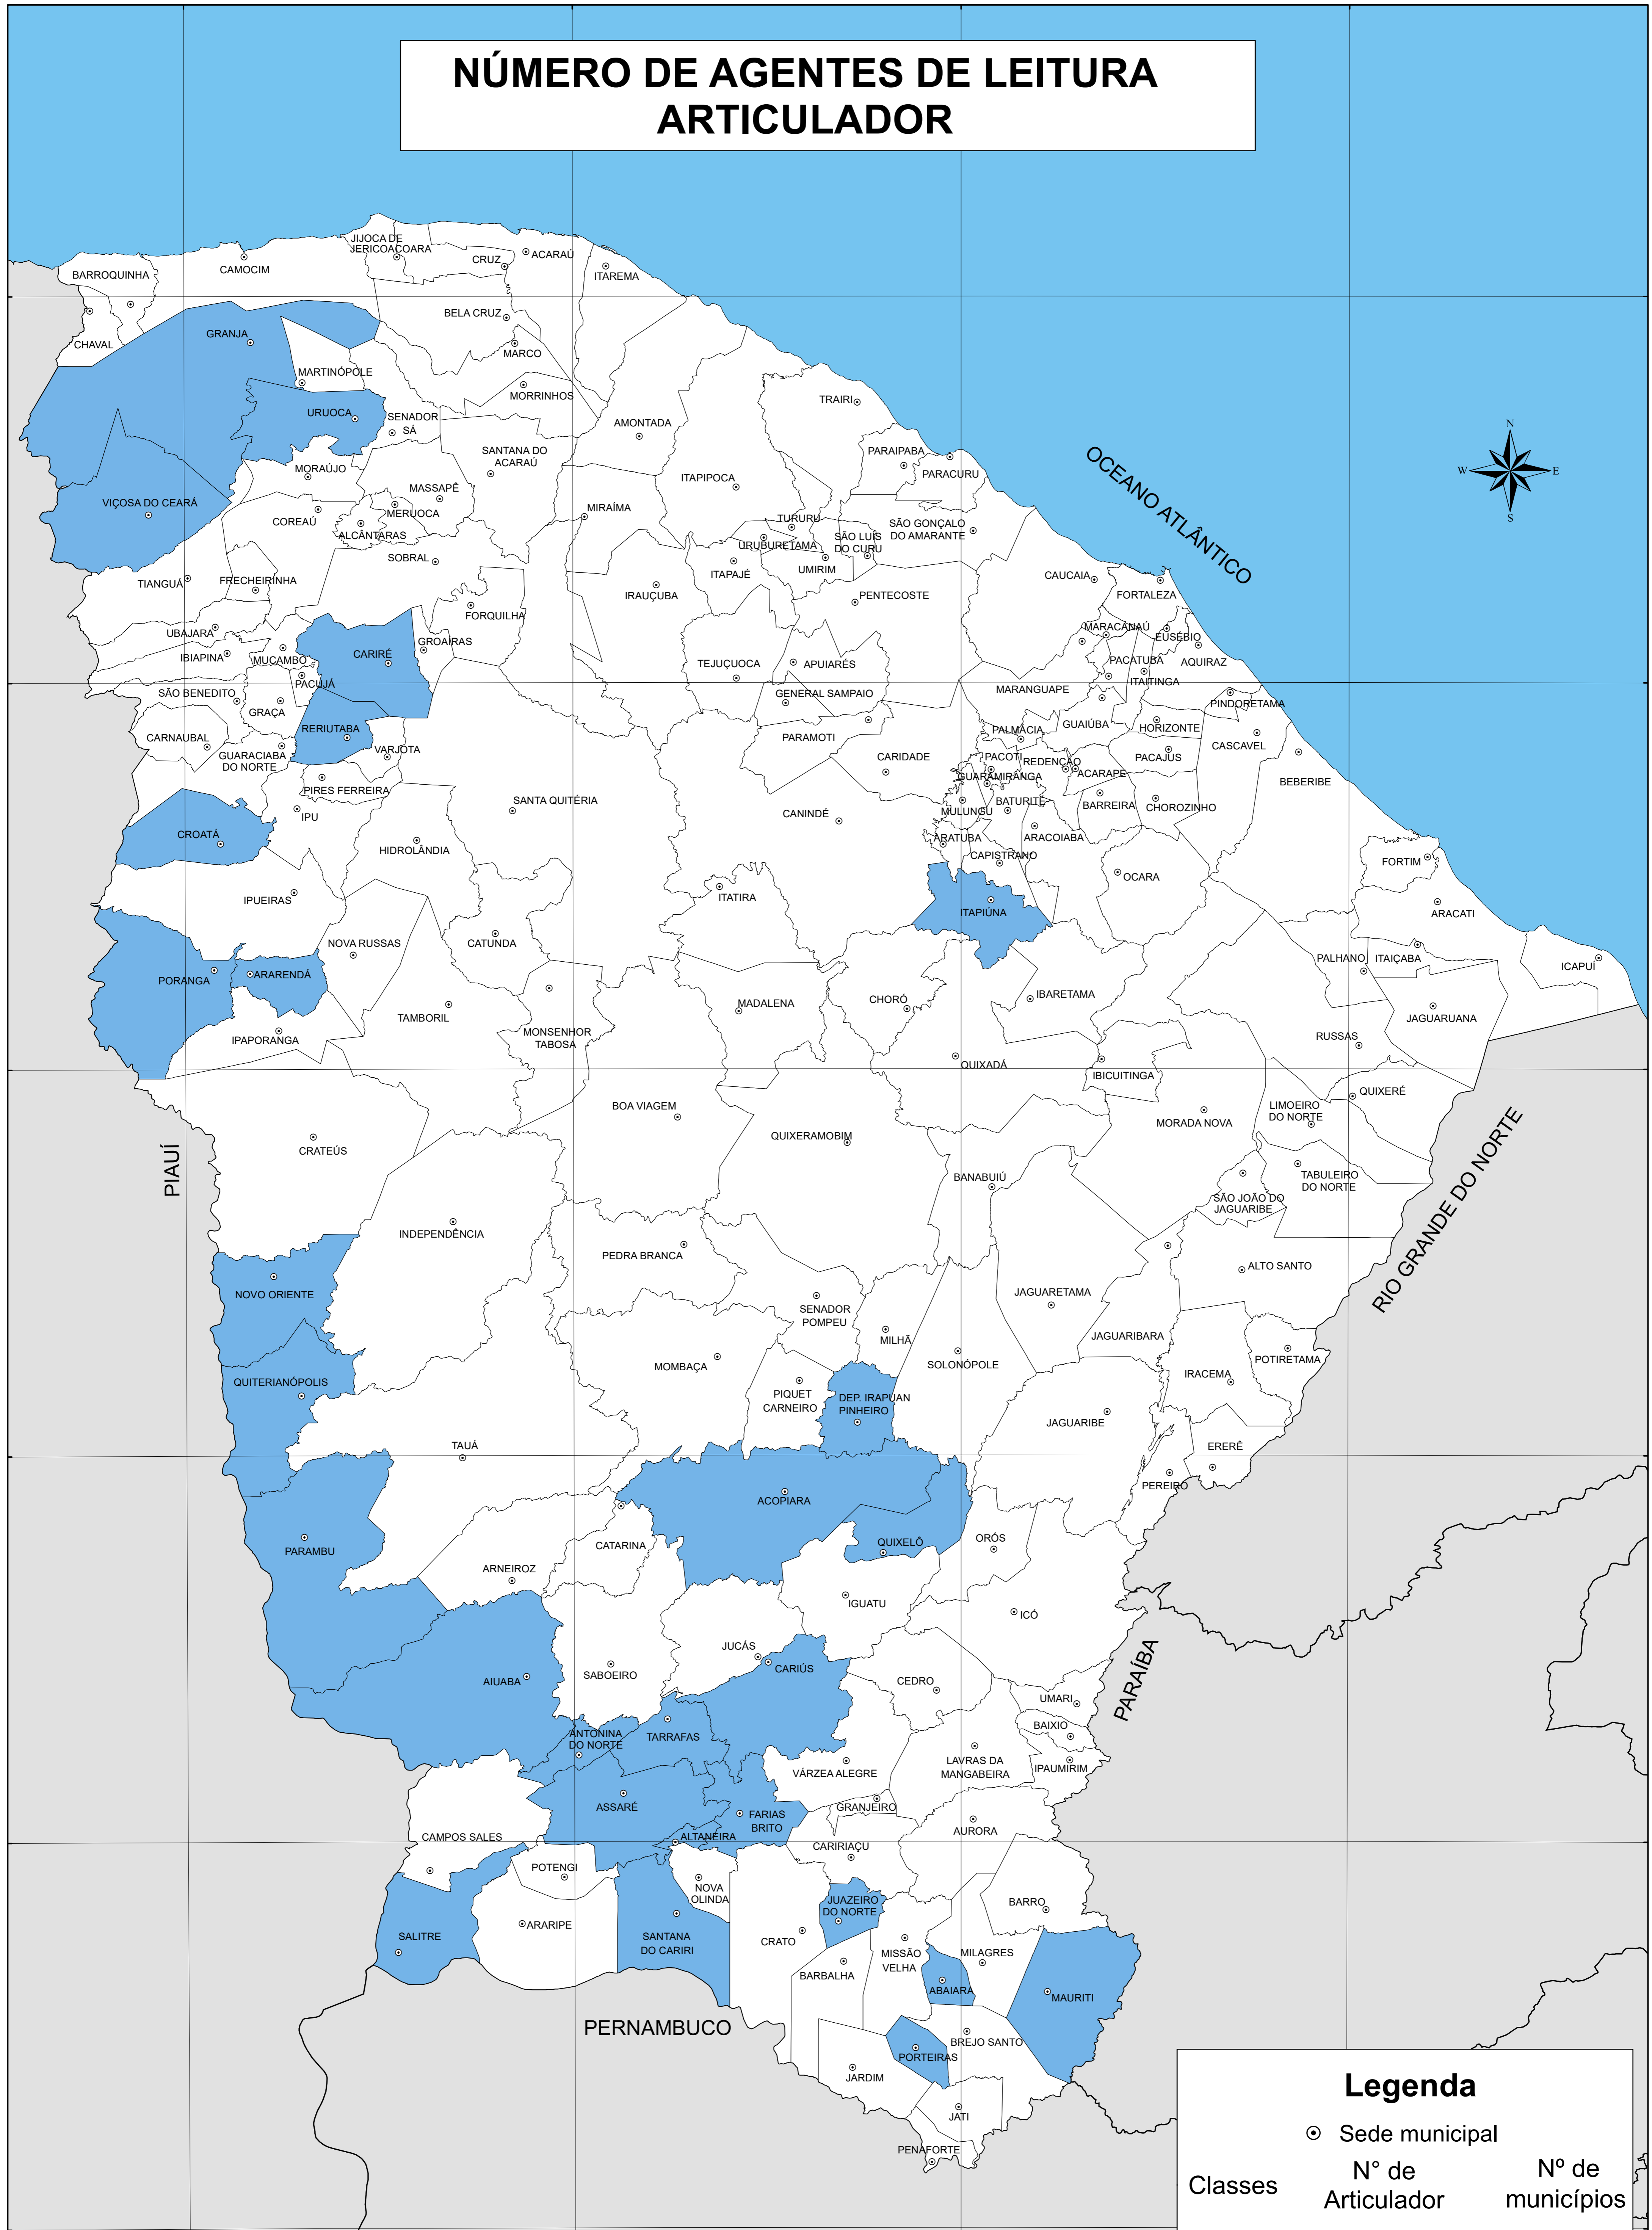 NÚMERO DE AGENTES DE LEITURA
ARTICULADOR
JIJOCA DE
JERICOACOARA
CRUZ
ACARAÚ
ITAREMA
BARROQUINHA
CAMOCIM
CHAVAL
GRANJA
BELA CRUZ
MARCO
MARTINÓPOLE
MORRINHOS
URUOCA
SENADOR
SÁ
AMONTADA
TRAIRI
PARAIPABA
PARACURU
OCEANO ATLÂNTICO
N
W
E
S
MORAÚJO
SANTANA DO
ACARAÚ
ITAPIPOCA
VIÇOSA DO CEARÁ
MASSAPÊ
MERUOCA
COREAÚ
ALCÂNTARAS
MIRAÍMA
TURURU
URUBURETAMA
SÃO LUÍS
DO CURU
SÃO GONÇALO
DO AMARANTE
SOBRAL
UMIRIM
ITAPAJÉ
TIANGUÁ
FRECHEIRINHA
IRAUÇUBA
PENTECOSTE
CAUCAIA
FORTALEZA
FORQUILHA
UBAJARA
IBIAPINA
MUCAMBO
CARIRÉ
GROAÍRAS
MARACANAÚ
EUSÉBIO
PACATUBA
AQUIRAZ
ITAITINGA
TEJUÇUOCA
APUIARÉS
PACUJÁ
SÃO BENEDITO
GRAÇA
GENERAL SAMPAIO
MARANGUAPE
PINDORETAMA
RERIUTABA
PARAMOTI
PALMÁCIA
GUAIÚBA
HORIZONTE
CARNAUBAL
GUARACIABA
DO NORTE
VARJOTA
CARIDADE
PACOTI
REDENÇÃO
PACAJUS
CASCAVEL
GUARAMIRANGA
ACARAPE
BEBERIBE
PIRES FERREIRA
IPU
SANTA QUITÉRIA
CANINDÉ
MULUNGU
BATURITÉ
BARREIRA
CHOROZINHO
CROATÁ
HIDROLÂNDIA
ARATUBA
ARACOIABA
CAPISTRANO
OCARA
FORTIM
IPUEIRAS
ITATIRA
ITAPIÚNA
ARACATI
NOVA RUSSAS
CATUNDA
PORANGA
ARARENDÁ
PALHANO
ITAIÇABA
ICAPUÍ
TAMBORIL
MADALENA
CHORÓ
IBARETAMA
JAGUARUANA
IPAPORANGA
MONSENHOR
TABOSA
RUSSAS
QUIXADÁ
IBICUITINGA
QUIXERÉ
BOA VIAGEM
LIMOEIRO
DO NORTE
MORADA NOVA
QUIXERAMOBIM
CRATEÚS
PIAUÍ
BANABUIÚ
TABULEIRO
DO NORTE
SÃO JOÃO DO
JAGUARIBE
RIO GRANDE DO NORTE
INDEPENDÊNCIA
PEDRA BRANCA
ALTO SANTO
NOVO ORIENTE
JAGUARETAMA
SENADOR
POMPEU
MILHÃ
JAGUARIBARA
SOLONÓPOLE
POTIRETAMA
MOMBAÇA
IRACEMA
QUITERIANÓPOLIS
PIQUET
CARNEIRO
DEP. IRAPUAN
PINHEIRO
JAGUARIBE
TAUÁ
ERERÊ
PEREIRO
ACOPIARA
PARAMBU
CATARINA
QUIXELÔ
ORÓS
ARNEIROZ
IGUATU
ICÓ
JUCÁS
CARIÚS
AIUABA
SABOEIRO
CEDRO
PARAÍBA
UMARI
ANTONINA
DO NORTE
TARRAFAS
BAIXIO
LAVRAS DA
MANGABEIRA
IPAUMIRIM
VÁRZEA ALEGRE
ASSARÉ
GRANJEIRO
FARIAS
BRITO
AURORA
CAMPOS SALES
ALTANEIRA
CARIRIAÇU
POTENGI
NOVA
OLINDA
JUAZEIRO
DO NORTE
BARRO
ARARIPE
SALITRE
SANTANA
DO CARIRI
CRATO
MISSÃO
VELHA
MILAGRES
BARBALHA
ABAIARA
MAURITI
PERNAMBUCO
BREJO SANTO
PORTEIRAS
JARDIM
JATI
PENAFORTE
Legenda
Sede municipal
Classes
N° de
Articulador
Nº de
municípios